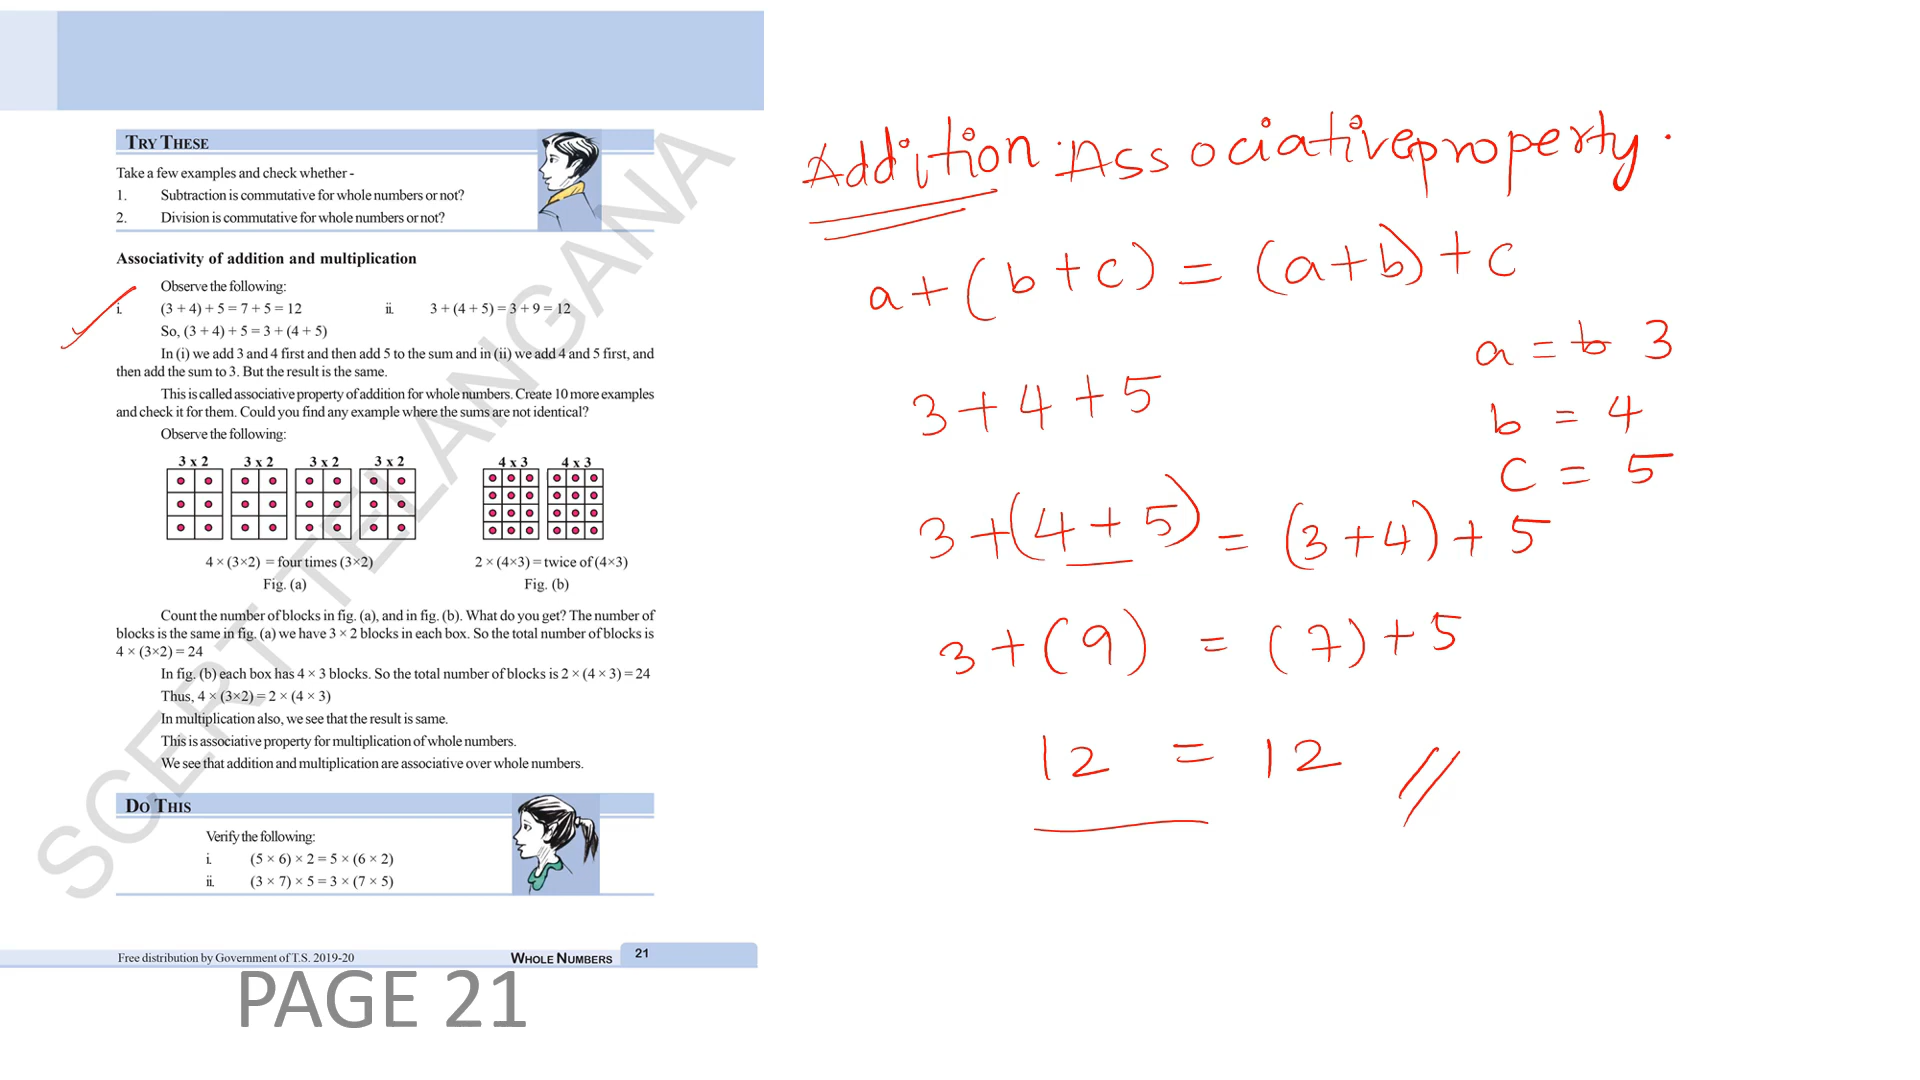 TRY THESE
Take a few examples and check whether -
1. Subtraction is commutative for whole numbers or not?
2. Division is commutative for whole numbers or not?
Associativity of addition and multiplication
Observe the following:
i. (3 + 4) + 5 = 7 + 5 = 12 ii. 3 + (4 + 5) = 3 + 9 = 12
So, (3 + 4) + 5 = 3 + (4 + 5)
In (i) we add 3 and 4 first and then add 5 to the sum and in (ii) we add 4 and 5 first, and
then add the sum to 3. But the result is the same.
This is called associative property of addition for whole numbers. Create 10 more examples
and check it for them. Could you find any example where the sums are not identical?
Observe the following:
3 x 2 3 x 2 3 x 2 3 x 2 4 x 3 4 x 3
4 × (3×2) = four times (3×2) 2 × (4×3) = twice of (4×3)
Fig. (a) Fig. (b)
Count the number of blocks in fig. (a), and in fig. (b). What do you get? The number of
blocks is the same in fig. (a) we have 3 × 2 blocks in each box. So the total number of blocks is
4 × (3×2) = 24
In fig. (b) each box has 4 × 3 blocks. So the total number of blocks is 2 × (4 × 3) = 24
Thus, 4 × (3×2) = 2 × (4 × 3)
In multiplication also, we see that the result is same.
This is associative property for multiplication of whole numbers.
We see that addition and multiplication are associative over whole numbers.
DO THIS
Verify the following:
i. (5 × 6) × 2 = 5 × (6 × 2)
ii. (3 × 7) × 5 = 3 × (7 × 5)
Free distribution by Government of T.S. 2019-20 WHOLE NUMBERS 21
SCERT TELANGANA
PAGE 21
Addition : Associative property.
a + (b + c) = (a + b) + c
a = b 3
b = 4
c = 5
3 + 4 + 5
3 + (4 + 5) = (3 + 4) + 5
3 + (9) = (7) + 5
12 = 12 //